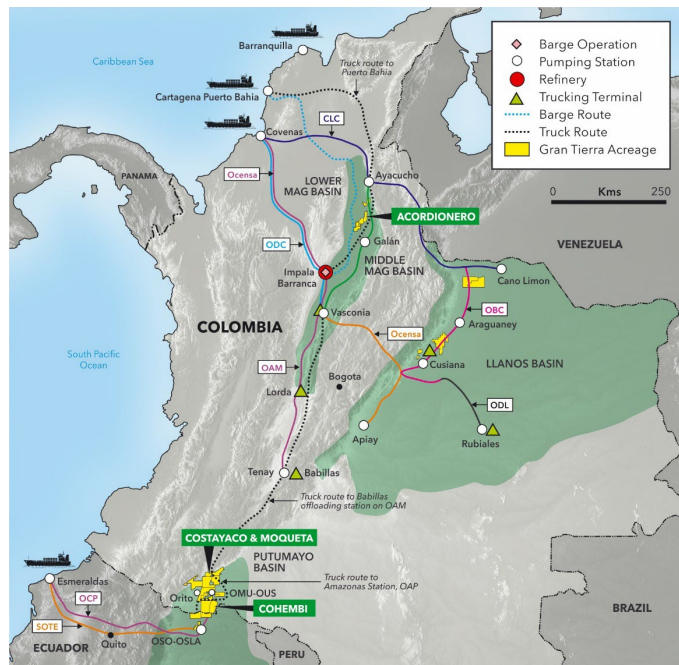 Caribbean Sea
Barranquilla
Truck route to
Puerto Bahia
Cartagena Puerto Bahia
Covenas
CLC
Barge Operation
Pumping Station
Refinery
Trucking Terminal
Barge Route
Truck Route
Gran Tierra Acreage
0 Kms 250
PANAMA
Ocensa
LOWER
MAG BASIN
Ayacucho
ACORDIONERO
ODC
Galán
MIDDLE
MAG BASIN
VENEZUELA
Impala
Barranca
Cano Limon
COLOMBIA
Vasconia
Ocensa
OBC
Araguaney
South Pacific
Ocean
OAM
Bogota
Cusiana
LLANOS BASIN
Lorda
ODL
Apiay
Rubiales
Tenay
Babillas
Truck route to Babillas
offloading station on OAM
COSTAYACO & MOQUETA
PUTUMAYO
BASIN
Truck route to
Amazonas Station, OAP
Esmeraldas
OCP
Orito
OMU-OUS
COHEMBI
SOTE
Quito
OSO-OSLA
ECUADOR
PERU
BRAZIL